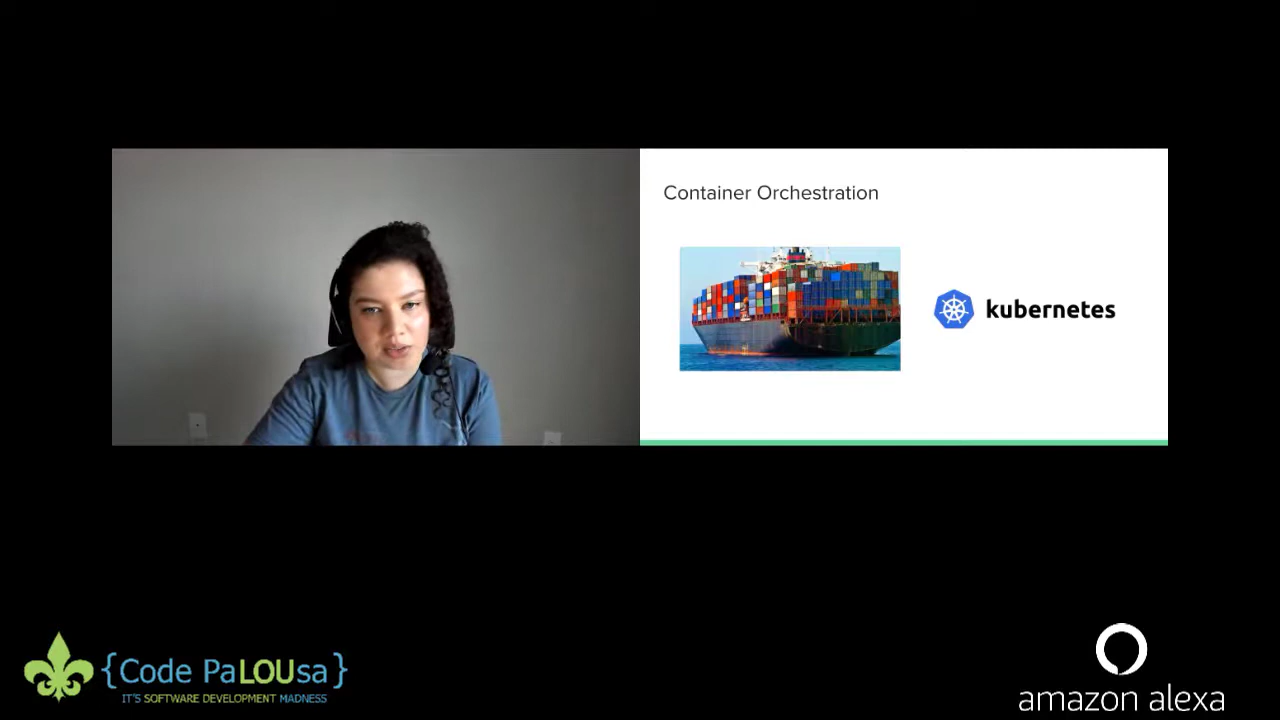 Container Orchestration
kubernetes
{Code PaLOUsa}
IT'S SOFTWARE DEVELOPMENT MADNESS
amazon alexa